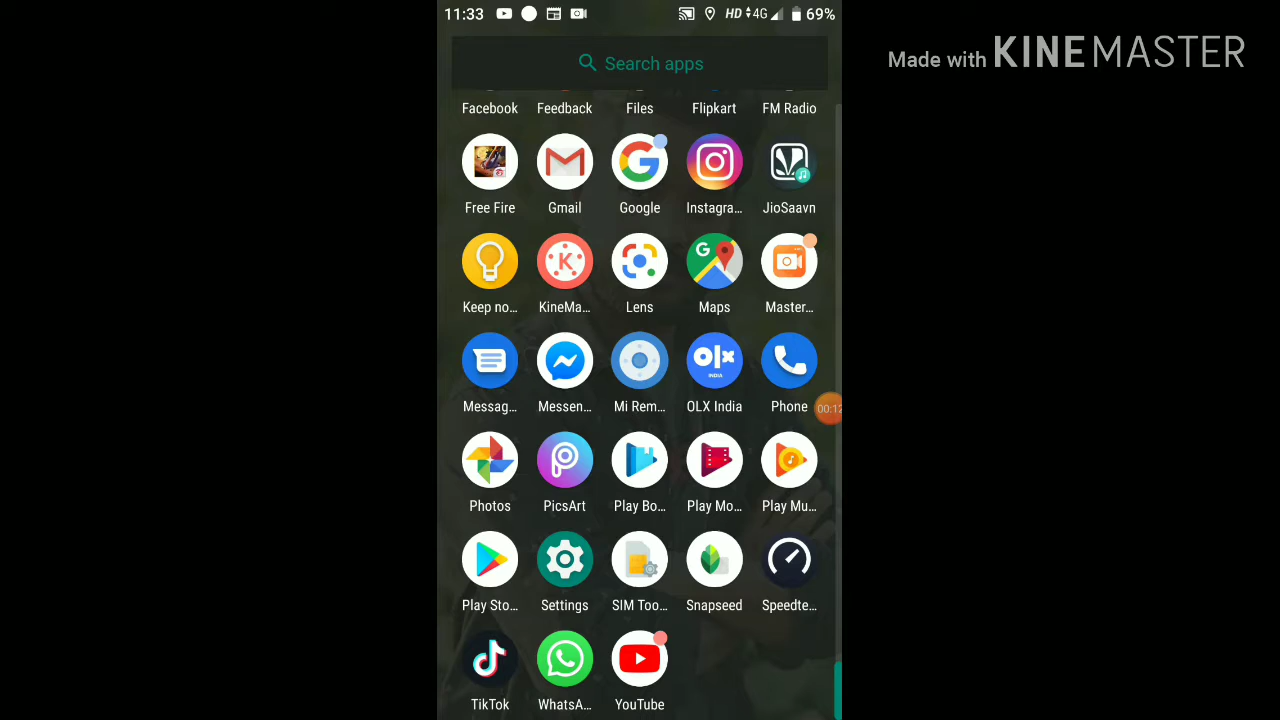 11:33 HD 4G 69%
Made with KINEMASTER
Search apps
Facebook Feedback Files Flipkart FM Radio
Free Fire Gmail Google Instagra... JioSaavn
Keep no... KineMa... Lens Maps Master...
Messag... Messen... Mi Rem... OLX India Phone
00:12
Photos PicsArt Play Bo... Play Mo... Play Mu...
Play Sto... Settings SIM Too... Snapseed Speedte...
TikTok WhatsA... YouTube